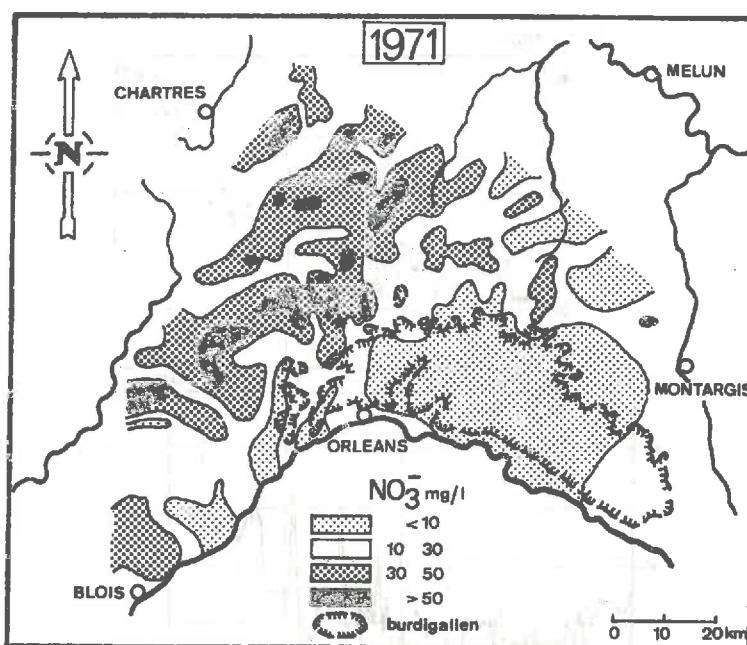 1971
MELUN
CHARTRES
N
MONTARGIS
ORLEANS
NO₃⁻ mg/l
<10
10 30
30 50
>50
BLOIS
burdigalien
0 10 20km